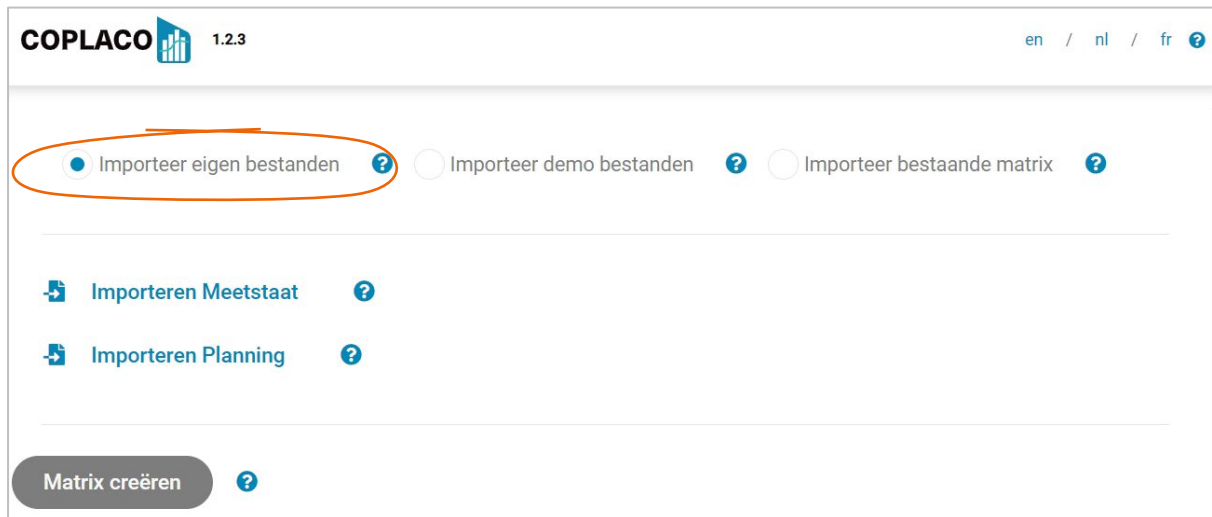 COPLACO 1.2.3 en / nl / fr ?
Importeer eigen bestanden ? Importeer demo bestanden ? Importeer bestaande matrix ?
Importeren Meetstaat ?
Importeren Planning ?
Matrix creëren ?